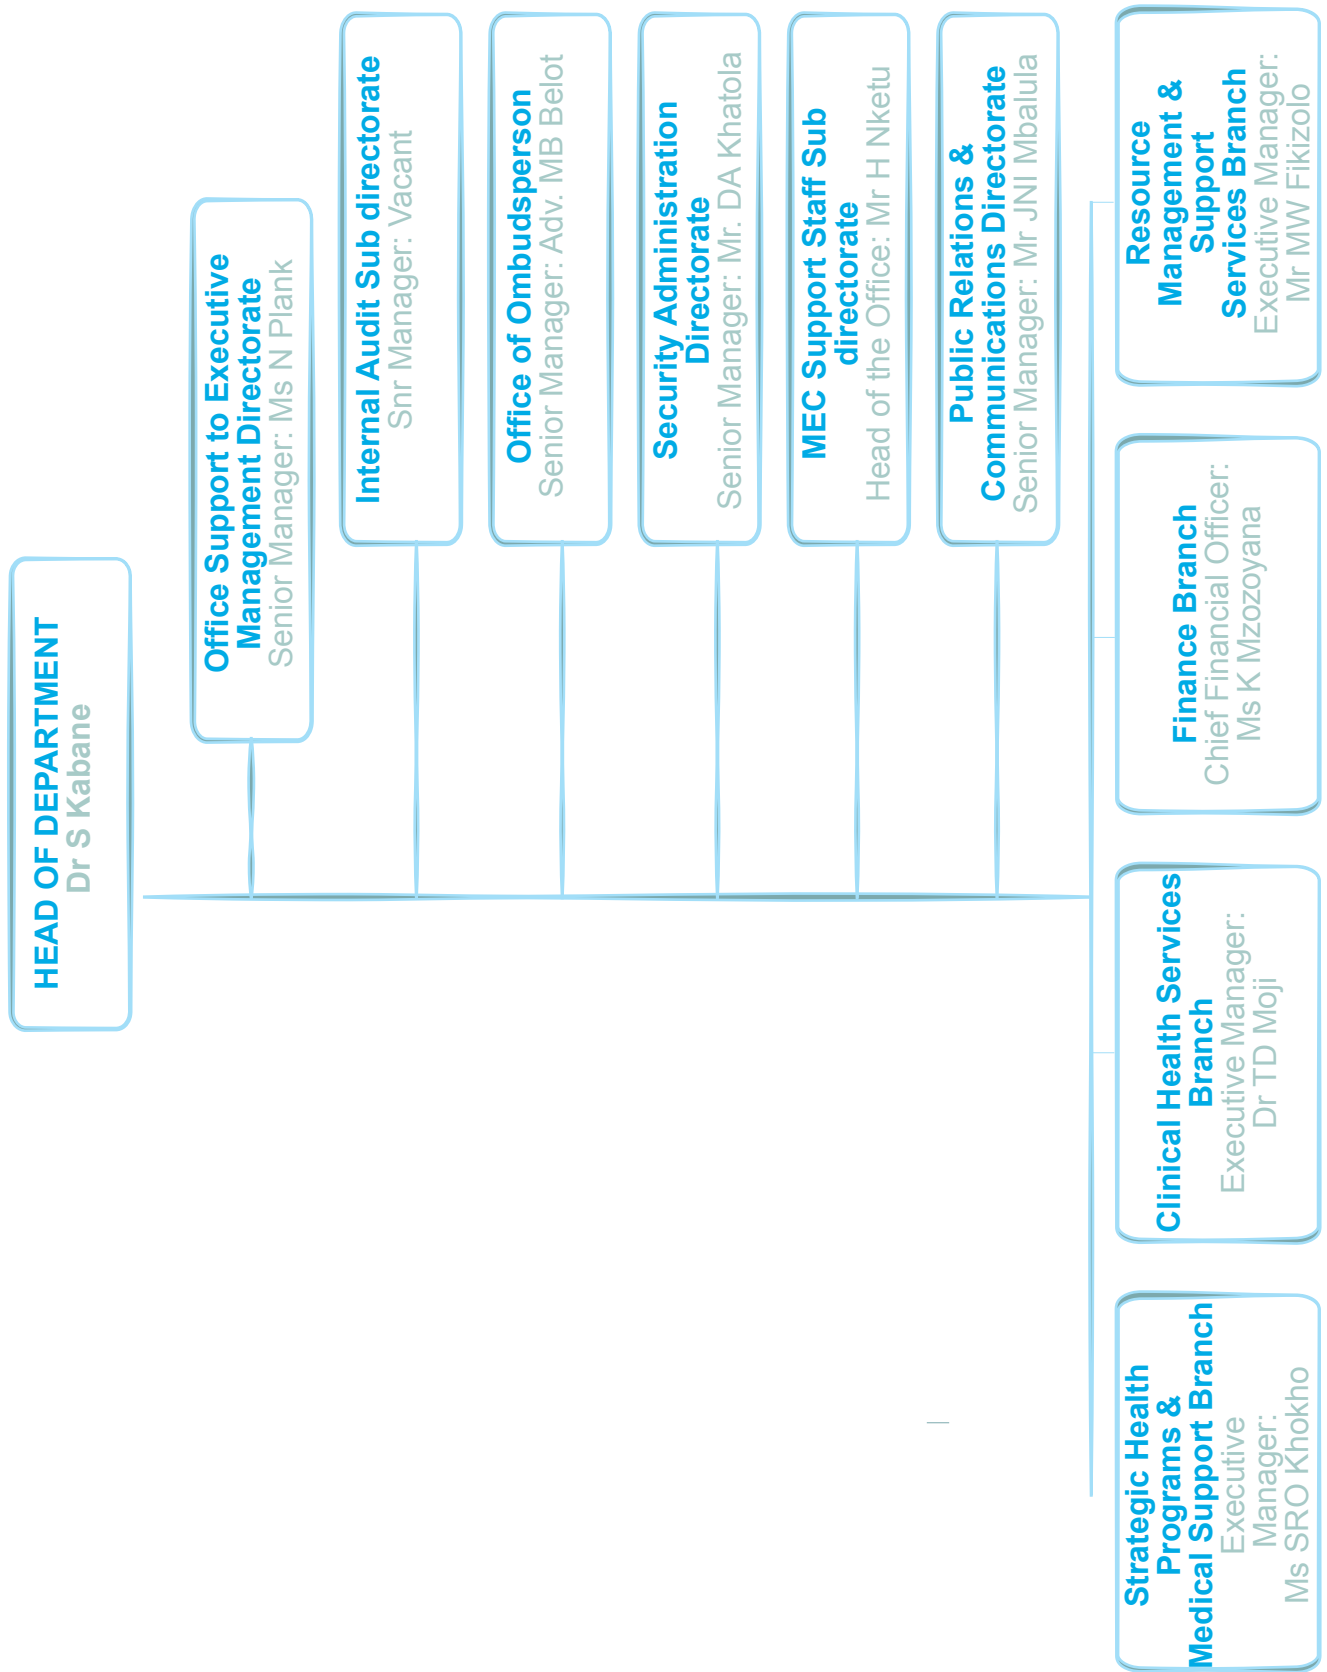 HEAD OF DEPARTMENT
Dr S Kabane
Office Support to Executive
Management Directorate
Senior Manager: Ms N Plank
Internal Audit Sub directorate
Snr Manager: Vacant
Office of Ombudsperson
Senior Manager: Adv. MB Belot
Security Administration
Directorate
Senior Manager: Mr. DA Khatola
MEC Support Staff Sub
directorate
Head of the Office: Mr H Nketu
Public Relations &
Communications Directorate
Senior Manager: Mr JNI Mbalula
Strategic Health
Programs &
Medical Support Branch
Executive
Manager:
Ms SRO Khokho
Clinical Health Services
Branch
Executive Manager:
Dr TD Moji
Finance Branch
Chief Financial Officer:
Ms K Mzozoyana
Resource
Management &
Support
Services Branch
Executive Manager:
Mr MW Fikizolo